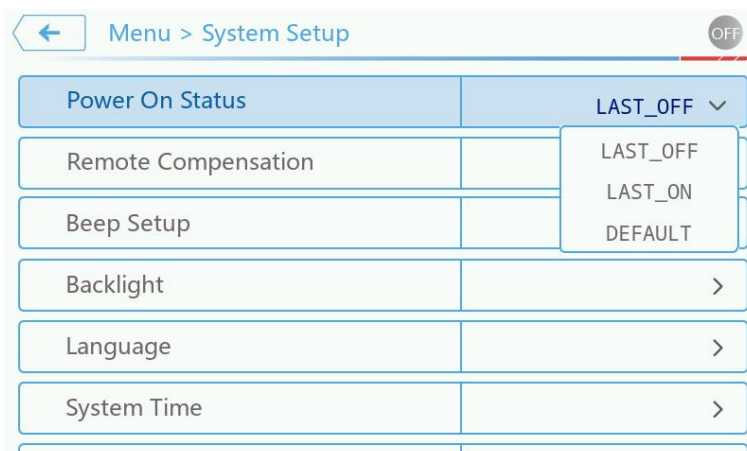 Menu > System Setup
OFF
Power On Status
LAST_OFF
LAST_OFF
LAST_ON
DEFAULT
Remote Compensation
Beep Setup
Backlight
Language
System Time